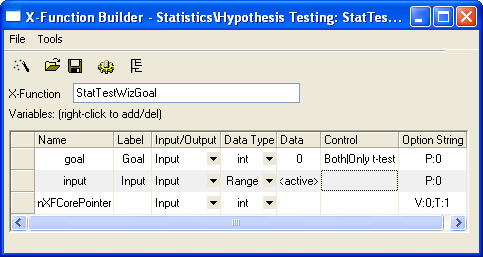 X-Function Builder - Statistics\Hypothesis Testing: StatTes...
File Tools
X-Function StatTestWizGoal
Variables: (right-click to add/del)
Name Label Input/Output Data Type Data Control Option String
goal Goal Input int 0 Both|Only t-test P:0
input Input Input Range <active> P:0
nXFCorePointer Input int V:0;T:1